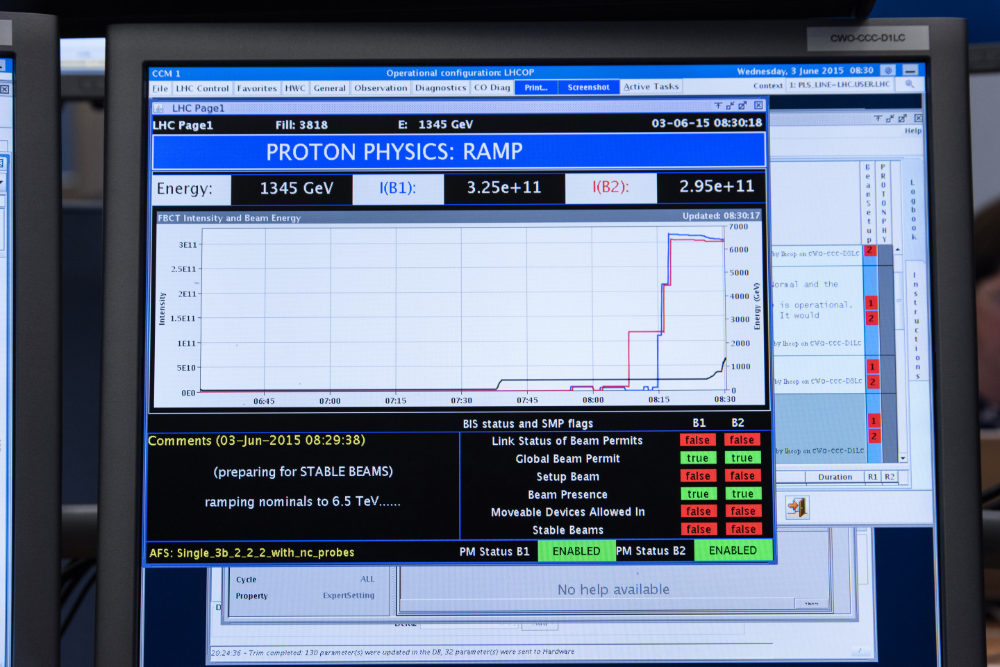 CWO-CCC-D1LC
CCM 1 Operational configuration: LHCOP Wednesday, 3 June 2015 08:30
File LHC Control Favorites HWC General Observation Diagnostics CO Diag Print... Screenshot Active Tasks Context 1: PLS_LINE=LHC.USER.LHC
LHC Page1
Help
LHC Page1 Fill: 3818 E: 1345 GeV 03-06-15 08:30:18
PROTON PHYSICS: RAMP
Energy: 1345 GeV I(B1): 3.25e+11 I(B2): 2.95e+11
FBCT Intensity and Beam Energy Updated: 08:30:17
Intensity
3E11
2.5E11
2E11
1.5E11
1E11
5E10
0E0
7000
6000
5000
4000
3000
2000
1000
0
Energy (GeV)
06:45 07:00 07:15 07:30 07:45 08:00 08:15 08:30
BIS status and SMP flags B1 B2
Comments (03-Jun-2015 08:29:38)
(preparing for STABLE BEAMS)
ramping nominals to 6.5 TeV......
Link Status of Beam Permits false false
Global Beam Permit true true
Setup Beam false false
Beam Presence true true
Moveable Devices Allowed In false false
Stable Beams false false
AFS: Single_3b_2_2_2_with_nc_probes PM Status B1 ENABLED PM Status B2 ENABLED
BeamSetup
PROTONPHY
Logbook
Instructions
by lhcop on CWO-CCC-D3LC 2
Normal and the
is operational. 1
It would 2
by lhcop on CWO-CCC-D1LC
1
by lhcop on CWO-CCC-D3LC 2
1
2
by lhcop on CWO-CCC-D1LC
Duration R1 R2
Cycle ALL
Property ExpertSetting
No help available
20:24:36 - Trim completed: 130 parameter(s) were updated in the DB, 32 parameter(s) were sent to Hardware